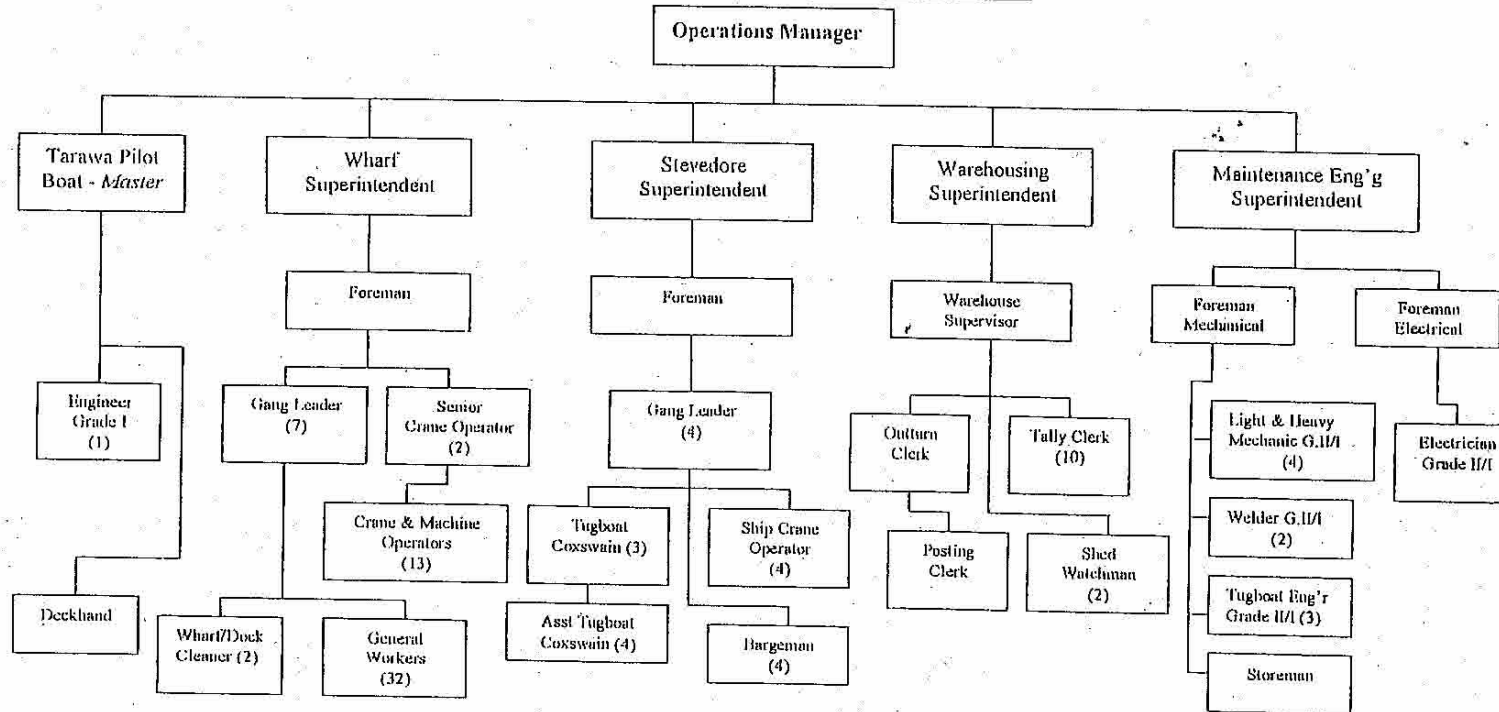 Operations Manager
Tarawa Pilot
Boat - Master
Wharf
Superintendent
Stevedore
Superintendent
Warehousing
Superintendent
Maintenance Eng'g
Superintendent
Foreman
Foreman
Warehouse
Supervisor
Foreman
Mechanical
Foreman
Electrical
Engineer
Grade I
(1)
Gang Leader
(7)
Senior
Crane Operator
(2)
Gang Leader
(4)
Outturn
Clerk
Tally Clerk
(10)
Light & Heavy
Mechanic G.II/I
(4)
Electrician
Grade II/I
Crane & Machine
Operators
(13)
Tugboat
Coxswain (3)
Ship Crane
Operator
(4)
Posting
Clerk
Shed
Watchman
(2)
Welder G.II/I
(2)
Deckhand
Wharf/Dock
Cleaner (2)
General
Workers
(32)
Asst Tugboat
Coxswain (4)
Bargeman
(4)
Tugboat Eng'r
Grade II/I (3)
Storeman